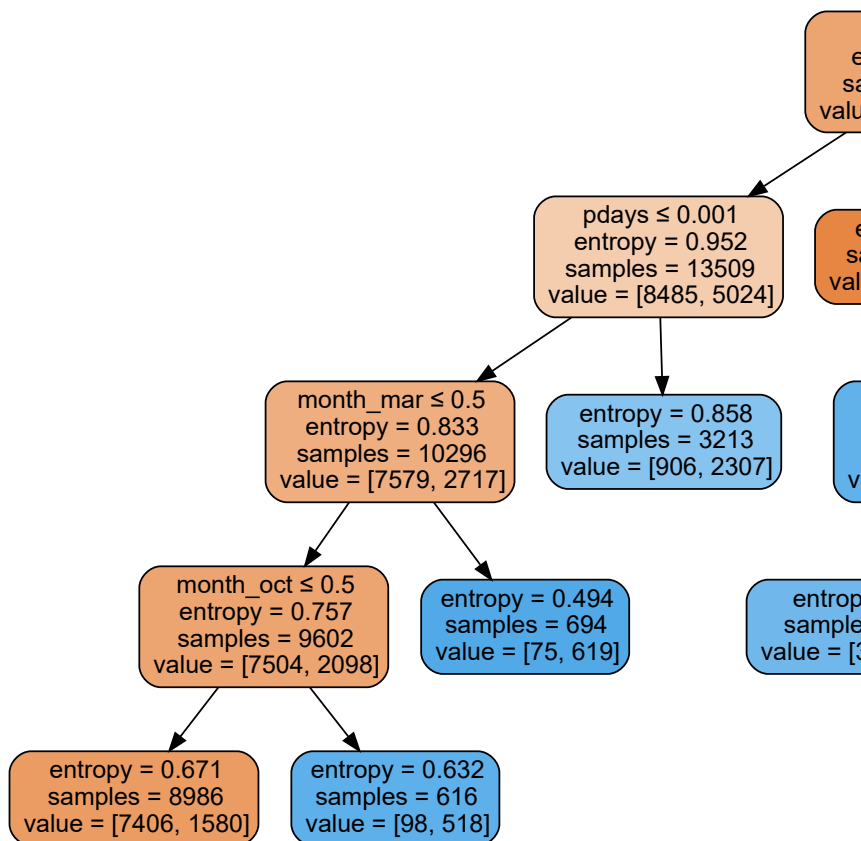 pdays ≤ 0.001
entropy = 0.952
samples = 13509
value = [8485, 5024]
month_mar ≤ 0.5
entropy = 0.833
samples = 10296
value = [7579, 2717]
entropy = 0.858
samples = 3213
value = [906, 2307]
month_oct ≤ 0.5
entropy = 0.757
samples = 9602
value = [7504, 2098]
entropy = 0.494
samples = 694
value = [75, 619]
entropy = 0.671
samples = 8986
value = [7406, 1580]
entropy = 0.632
samples = 616
value = [98, 518]